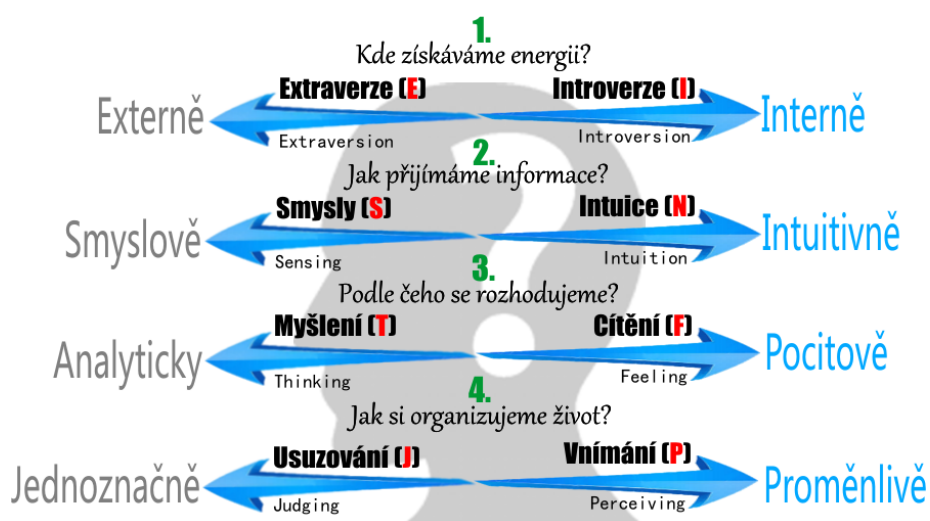 1.
Kde získáváme energii?
Extraverze (E) Introverze (I)
Externě Interně
Extraversion Introversion
2.
Jak přijímáme informace?
Smysly (S) Intuice (N)
Smyslově Intuitivně
Sensing Intuition
3.
Podle čeho se rozhodujeme?
Myšlení (T) Cítění (F)
Analyticky Pocitově
Thinking Feeling
4.
Jak si organizujeme život?
Usuzování (J) Vnímání (P)
Jednoznačně Proměnlivě
Judging Perceiving